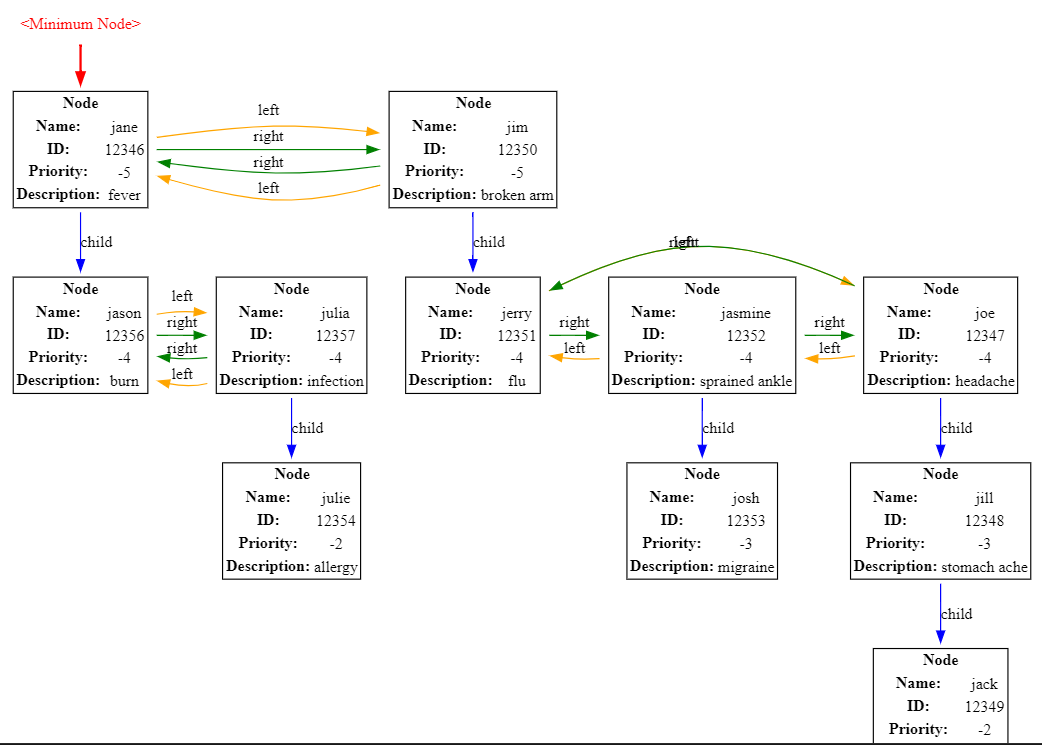 <Minimum Node>
Node
Name: jane
ID: 12346
Priority: -5
Description: fever
left
right
right
left
Node
Name: jim
ID: 12350
Priority: -5
Description: broken arm
child
child
Node
Name: jason
ID: 12356
Priority: -4
Description: burn
left
right
right
left
Node
Name: julia
ID: 12357
Priority: -4
Description: infection
Node
Name: jerry
ID: 12351
Priority: -4
Description: flu
right
left
right
left
Node
Name: jasmine
ID: 12352
Priority: -4
Description: sprained ankle
right
left
Node
Name: joe
ID: 12347
Priority: -4
Description: headache
child
child
child
Node
Name: julie
ID: 12354
Priority: -2
Description: allergy
Node
Name: josh
ID: 12353
Priority: -3
Description: migraine
Node
Name: jill
ID: 12348
Priority: -3
Description: stomach ache
child
Node
Name: jack
ID: 12349
Priority: -2